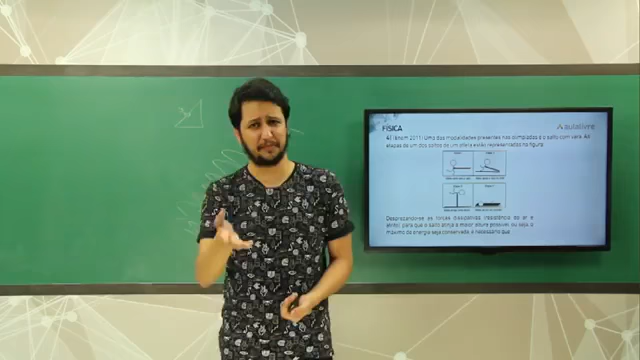 FÍSICA
Aulalivre
A) (Enem 2011) Uma das modalidades presentes nas olimpíadas é o salto com vara. As
etapas de um dos saltos de um atleta estão representadas na figura:
Desprezando-se as forças dissipativas (resistência do ar e
atrito), para que o salto atinja a maior altura possível, ou seja, o
máximo de energia seja conservada, é necessário que